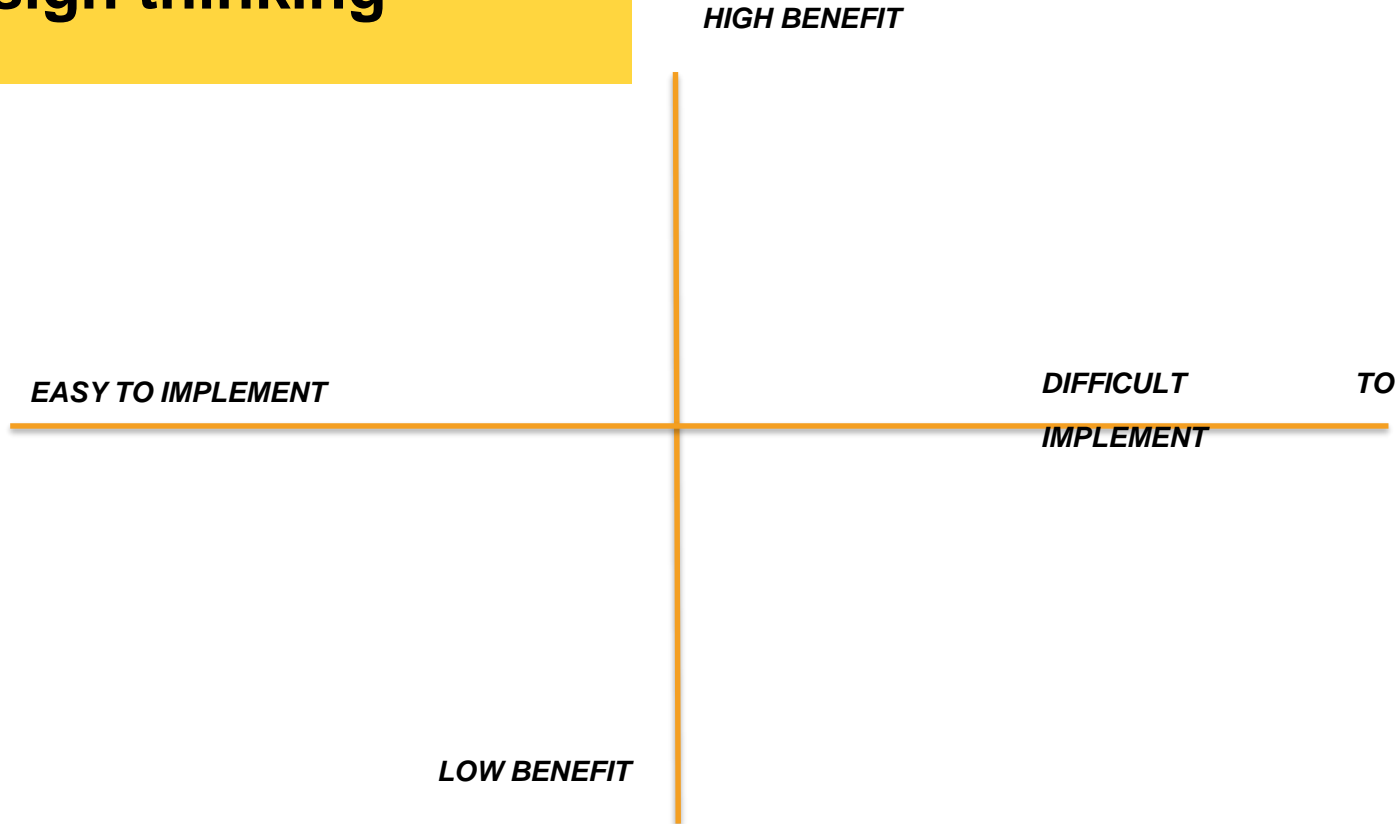 sign thinking
HIGH BENEFIT
EASY TO IMPLEMENT
DIFFICULT TO
IMPLEMENT
LOW BENEFIT